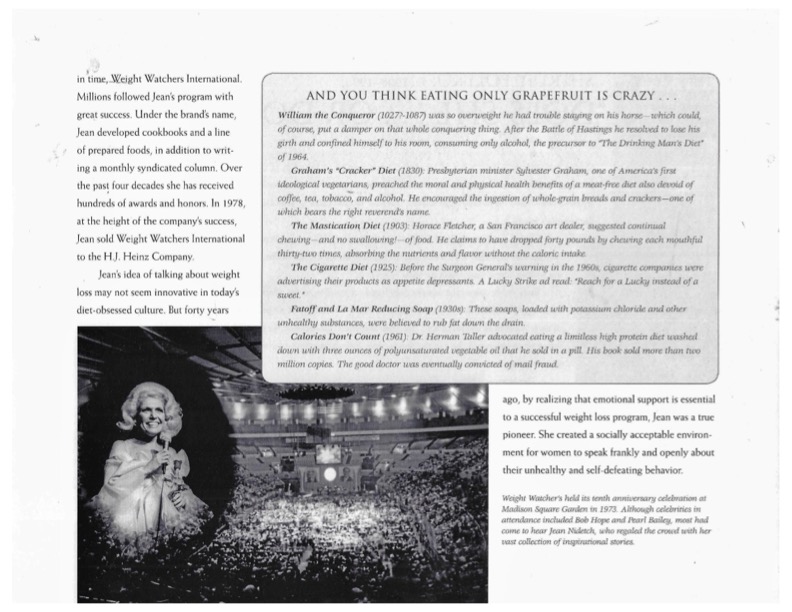 in time, Weight Watchers International.
Millions followed Jean's program with
great success. Under the brand's name,
Jean developed cookbooks and a line
of prepared foods, in addition to writ-
ing a monthly syndicated column. Over
the past four decades she has received
hundreds of awards and honors. In 1978,
at the height of the company's success,
Jean sold Weight Watchers International
to the H.J. Heinz Company.
Jean's idea of talking about weight
loss may not seem innovative in today's
diet-obsessed culture. But forty years
AND YOU THINK EATING ONLY GRAPEFRUIT IS CRAZY . . .
William the Conqueror (1027?-1087) was so overweight he had trouble staying on his horse—which could,
of course, put a damper on that whole conquering thing. After the Battle of Hastings he resolved to lose his
girth and confined himself to his room, consuming only alcohol, the precursor to "The Drinking Man's Diet"
of 1964.
Graham's "Cracker" Diet (1830): Presbyterian minister Sylvester Graham, one of America's first
ideological vegetarians, preached the moral and physical health benefits of a meat-free diet also devoid of
coffee, tea, tobacco, and alcohol. He encouraged the ingestion of whole-grain breads and crackers—one of
which bears the right reverend's name.
The Mastication Diet (1903): Horace Fletcher, a San Francisco art dealer, suggested continual
chewing—and no swallowing!—of food. He claims to have dropped forty pounds by chewing each mouthful
thirty-two times, absorbing the nutrients and flavor without the caloric intake.
The Cigarette Diet (1925): Before the Surgeon General's warning in the 1960s, cigarette companies were
advertising their products as appetite depressants. A Lucky Strike ad read: "Reach for a Lucky instead of a
sweet."
Fatoff and La Mar Reducing Soap (1930s): These soaps, loaded with potassium chloride and other
unhealthy substances, were believed to rub fat down the drain.
Calories Don't Count (1961): Dr. Herman Taller advocated eating a limitless high protein diet washed
down with three ounces of polyunsaturated vegetable oil that he sold in a pill. His book sold more than two
million copies. The good doctor was eventually convicted of mail fraud.
ago, by realizing that emotional support is essential
to a successful weight loss program, Jean was a true
pioneer. She created a socially acceptable environ-
ment for women to speak frankly and openly about
their unhealthy and self-defeating behavior.
Weight Watcher's held its tenth anniversary celebration at
Madison Square Garden in 1973. Although celebrities in
attendance included Bob Hope and Pearl Bailey, most had
come to hear Jean Nidetch, who regaled the crowd with her
vast collection of inspirational stories.